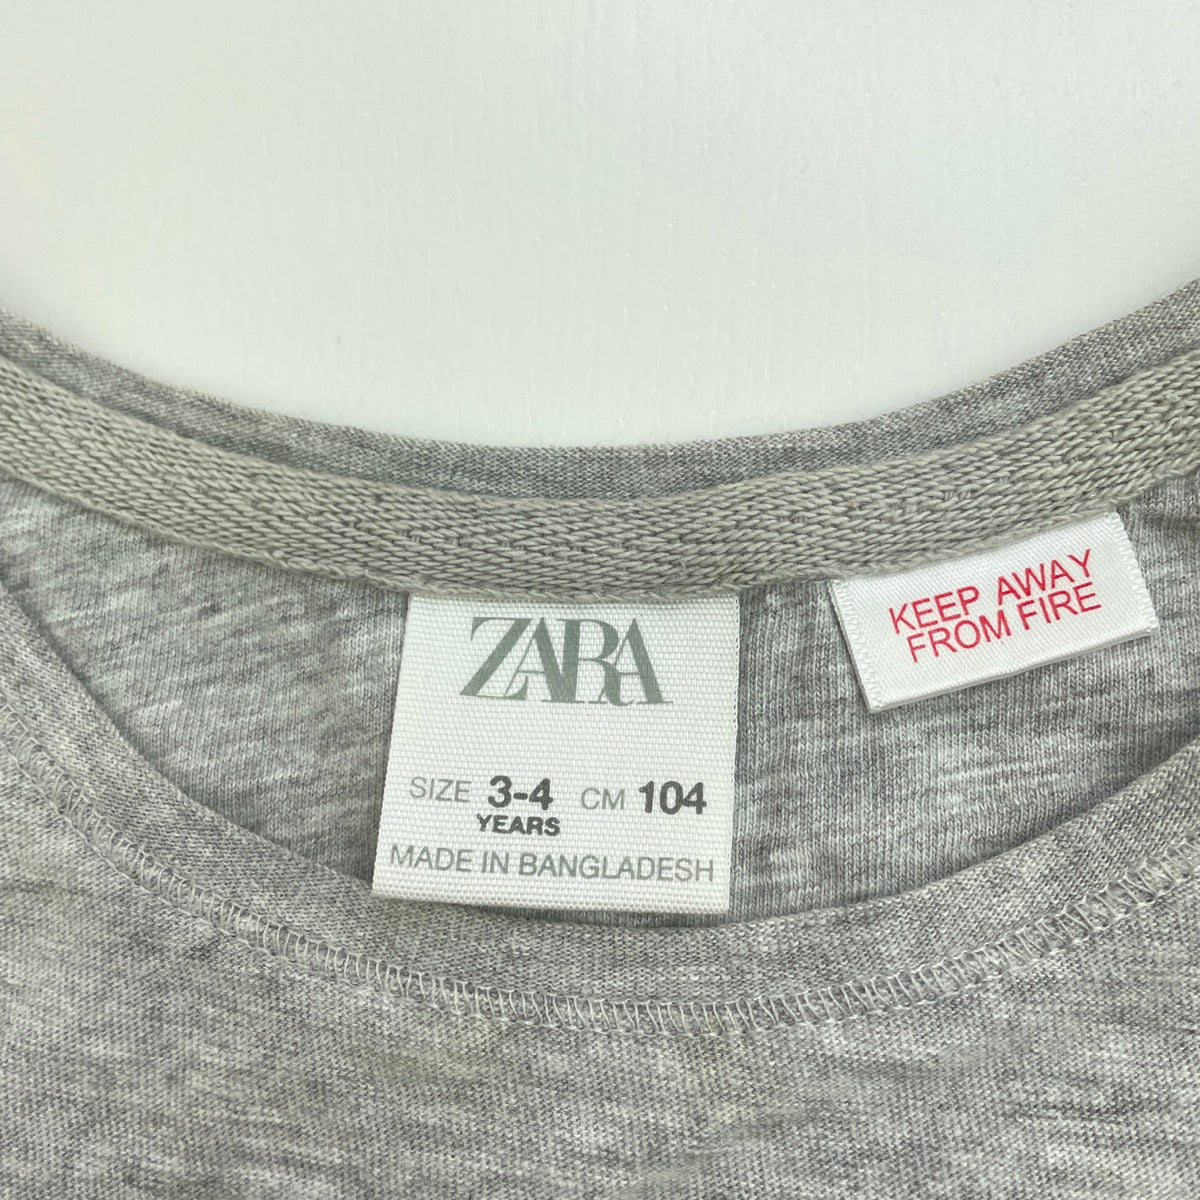 ZARA
SIZE 3-4 CM 104
YEARS
MADE IN BANGLADESH
KEEP AWAY
FROM FIRE